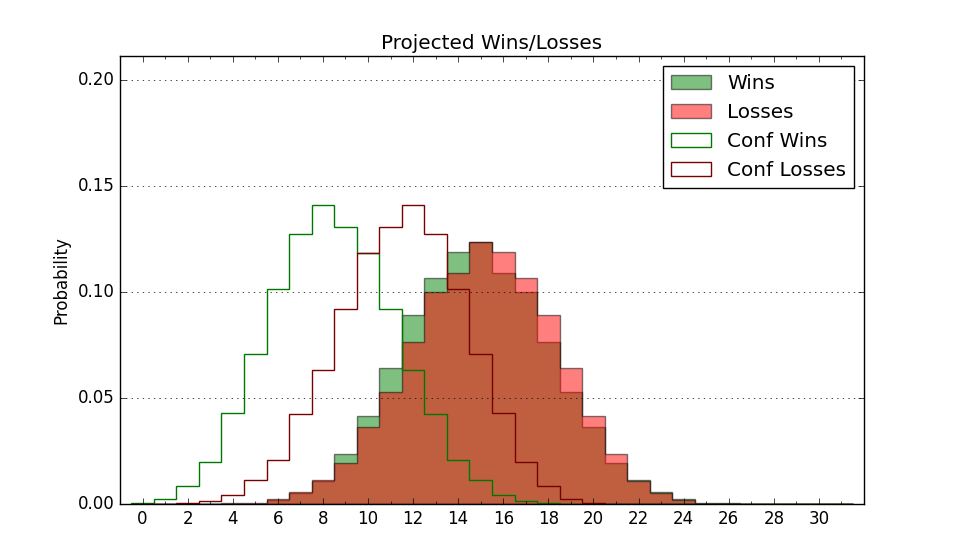 Projected Wins/Losses
Wins
Losses
Conf Wins
Conf Losses
Probability
0.20
0.15
0.10
0.05
0.00
0 2 4 6 8 10 12 14 16 18 20 22 24 26 28 30